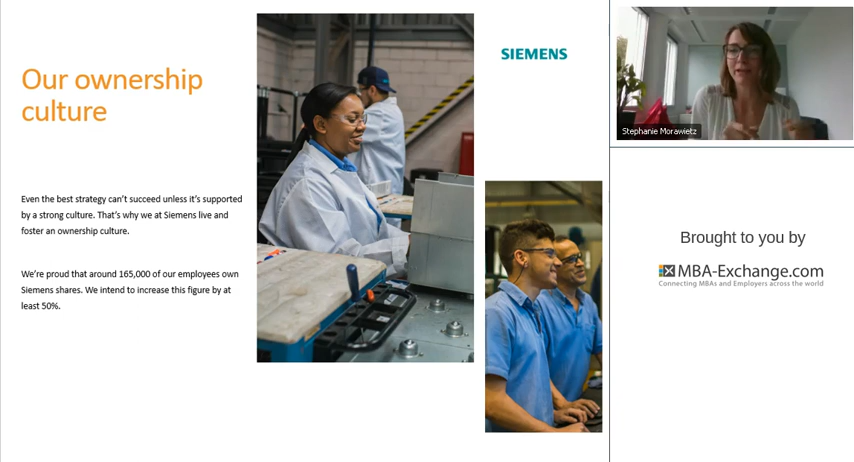 Our ownership
culture
Even the best strategy can't succeed unless it's supported
by a strong culture. That's why we at Siemens live and
foster an ownership culture.
We're proud that around 165,000 of our employees own
Siemens shares. We intend to increase this figure by at
least 50%.
SIEMENS
Stephanie Morawietz
Brought to you by
MBA-Exchange.com
Connecting MBAs and Employers across the world